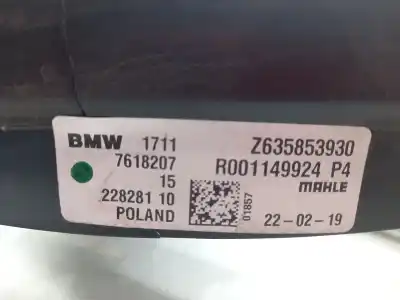 BMW 1711
7618207
15
228281 10
POLAND
Z635853930
R001149924 P4
MAHLE
01857
22-02-19